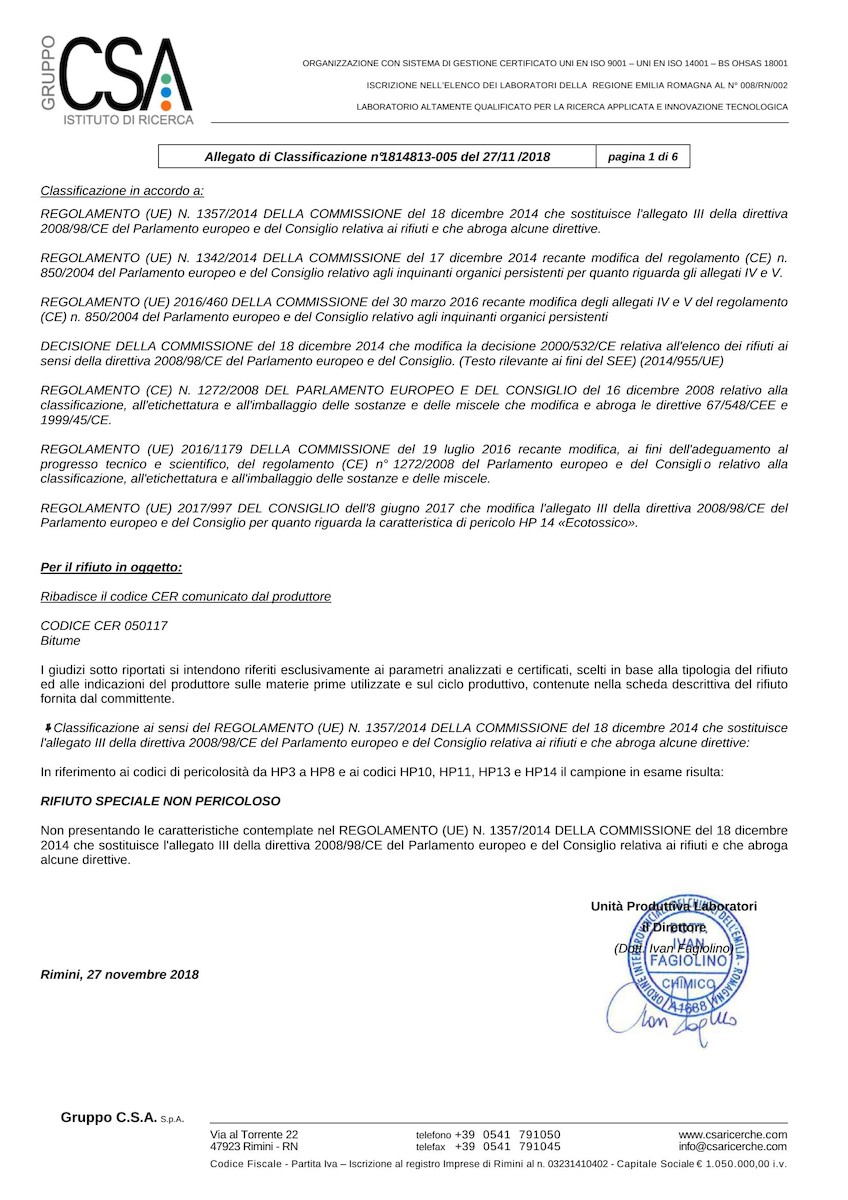 GRUPPO
CSA
ISTITUTO DI RICERCA
ORGANIZZAZIONE CON SISTEMA DI GESTIONE CERTIFICATO UNI EN ISO 9001 – UNI EN ISO 14001 – BS OHSAS 18001
ISCRIZIONE NELL'ELENCO DEI LABORATORI DELLA REGIONE EMILIA ROMAGNA AL N° 008/RN/002
LABORATORIO ALTAMENTE QUALIFICATO PER LA RICERCA APPLICATA E INNOVAZIONE TECNOLOGICA
Allegato di Classificazione n°1814813-005 del 27/11 /2018 pagina 1 di 6
Classificazione in accordo a:
REGOLAMENTO (UE) N. 1357/2014 DELLA COMMISSIONE del 18 dicembre 2014 che sostituisce l'allegato III della direttiva
2008/98/CE del Parlamento europeo e del Consiglio relativa ai rifiuti e che abroga alcune direttive.
REGOLAMENTO (UE) N. 1342/2014 DELLA COMMISSIONE del 17 dicembre 2014 recante modifica del regolamento (CE) n.
850/2004 del Parlamento europeo e del Consiglio relativo agli inquinanti organici persistenti per quanto riguarda gli allegati IV e V.
REGOLAMENTO (UE) 2016/460 DELLA COMMISSIONE del 30 marzo 2016 recante modifica degli allegati IV e V del regolamento
(CE) n. 850/2004 del Parlamento europeo e del Consiglio relativo agli inquinanti organici persistenti
DECISIONE DELLA COMMISSIONE del 18 dicembre 2014 che modifica la decisione 2000/532/CE relativa all'elenco dei rifiuti ai
sensi della direttiva 2008/98/CE del Parlamento europeo e del Consiglio. (Testo rilevante ai fini del SEE) (2014/955/UE)
REGOLAMENTO (CE) N. 1272/2008 DEL PARLAMENTO EUROPEO E DEL CONSIGLIO del 16 dicembre 2008 relativo alla
classificazione, all'etichettatura e all'imballaggio delle sostanze e delle miscele che modifica e abroga le direttive 67/548/CEE e
1999/45/CE.
REGOLAMENTO (UE) 2016/1179 DELLA COMMISSIONE del 19 luglio 2016 recante modifica, ai fini dell'adeguamento al
progresso tecnico e scientifico, del regolamento (CE) n° 1272/2008 del Parlamento europeo e del Consigli o relativo alla
classificazione, all'etichettatura e all'imballaggio delle sostanze e delle miscele.
REGOLAMENTO (UE) 2017/997 DEL CONSIGLIO dell'8 giugno 2017 che modifica l'allegato III della direttiva 2008/98/CE del
Parlamento europeo e del Consiglio per quanto riguarda la caratteristica di pericolo HP 14 «Ecotossico».
Per il rifiuto in oggetto:
Ribadisce il codice CER comunicato dal produttore
CODICE CER 050117
Bitume
I giudizi sotto riportati si intendono riferiti esclusivamente ai parametri analizzati e certificati, scelti in base alla tipologia del rifiuto
ed alle indicazioni del produttore sulle materie prime utilizzate e sul ciclo produttivo, contenute nella scheda descrittiva del rifiuto
fornita dal committente.
Classificazione ai sensi del REGOLAMENTO (UE) N. 1357/2014 DELLA COMMISSIONE del 18 dicembre 2014 che sostituisce
l'allegato III della direttiva 2008/98/CE del Parlamento europeo e del Consiglio relativa ai rifiuti e che abroga alcune direttive:
In riferimento ai codici di pericolosità da HP3 a HP8 e ai codici HP10, HP11, HP13 e HP14 il campione in esame risulta:
RIFIUTO SPECIALE NON PERICOLOSO
Non presentando le caratteristiche contemplate nel REGOLAMENTO (UE) N. 1357/2014 DELLA COMMISSIONE del 18 dicembre
2014 che sostituisce l'allegato III della direttiva 2008/98/CE del Parlamento europeo e del Consiglio relativa ai rifiuti e che abroga
alcune direttive.
Unità Produttiva Laboratori
Il Direttore
(Dott. Ivan Fagiolino)
DOTT.
IVAN
FAGIOLINO
CHIMICO
A1688
ORDINE INTERPROVINCIALE DEI CHIMICI DELL'EMILIA - ROMAGNA
Rimini, 27 novembre 2018
Gruppo C.S.A. S.p.A.
Via al Torrente 22 telefono +39 0541 791050 www.csaricerche.com
47923 Rimini - RN telefax +39 0541 791045 info@csaricerche.com
Codice Fiscale - Partita Iva – Iscrizione al registro Imprese di Rimini al n. 03231410402 - Capitale Sociale € 1.050.000,00 i.v.